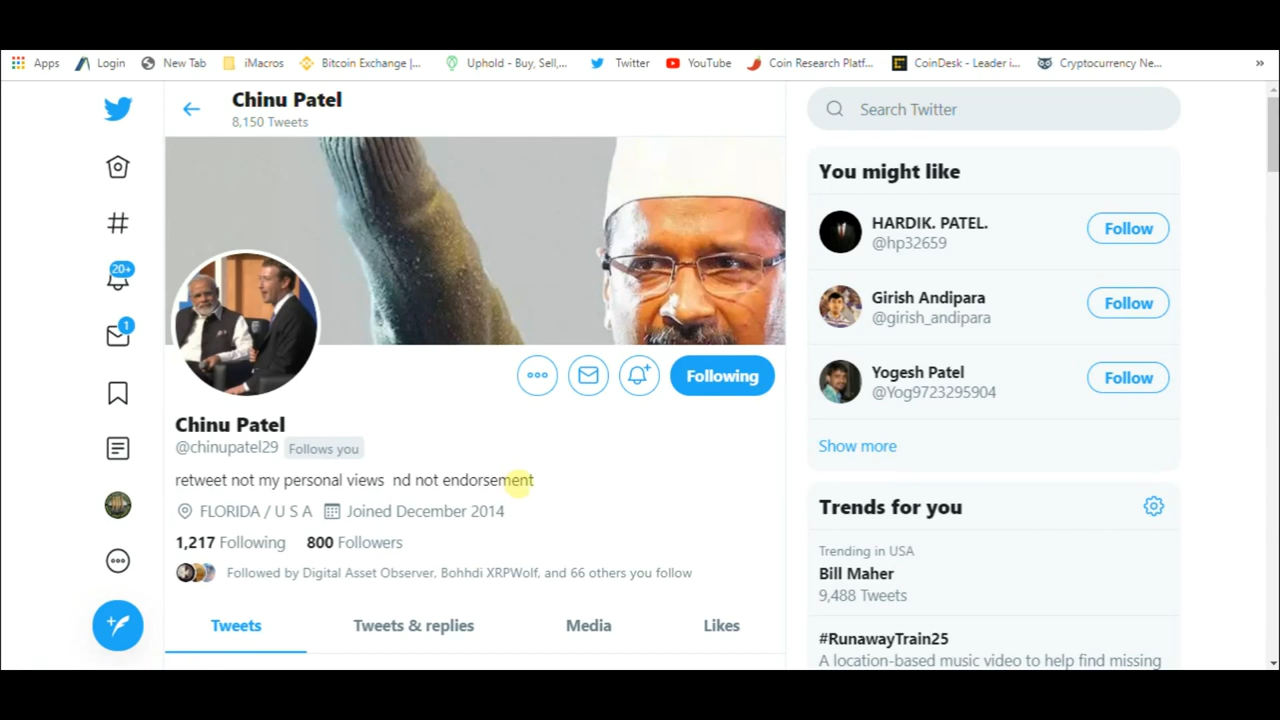 Apps Login New Tab iMacros Bitcoin Exchange |... Uphold - Buy, Sell,... Twitter YouTube Coin Research Platf... CoinDesk - Leader i... Cryptocurrency Ne... »
Chinu Patel
8,150 Tweets
20+
1
Following
Chinu Patel
@chinupatel29 Follows you
retweet not my personal views nd not endorsement
FLORIDA / U S A Joined December 2014
1,217 Following 800 Followers
Followed by Digital Asset Observer, Bohhdi XRPWolf, and 66 others you follow
Tweets Tweets & replies Media Likes
Search Twitter
You might like
HARDIK. PATEL.
@hp32659
Follow
Girish Andipara
@girish_andipara
Follow
Yogesh Patel
@Yog9723295904
Follow
Show more
Trends for you
Trending in USA
Bill Maher
9,488 Tweets
#RunawayTrain25
A location-based music video to help find missing